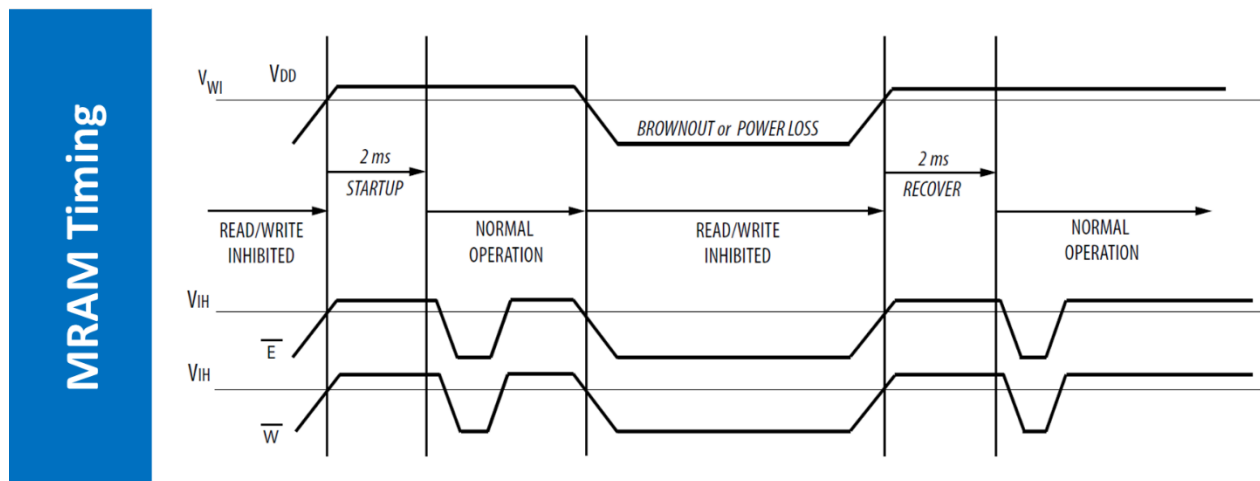 MRAM Timing
VWI VDD
BROWNOUT or POWER LOSS
2 ms
STARTUP
2 ms
RECOVER
READ/WRITE
INHIBITED
NORMAL
OPERATION
READ/WRITE
INHIBITED
NORMAL
OPERATION
VIH
E
VIH
W